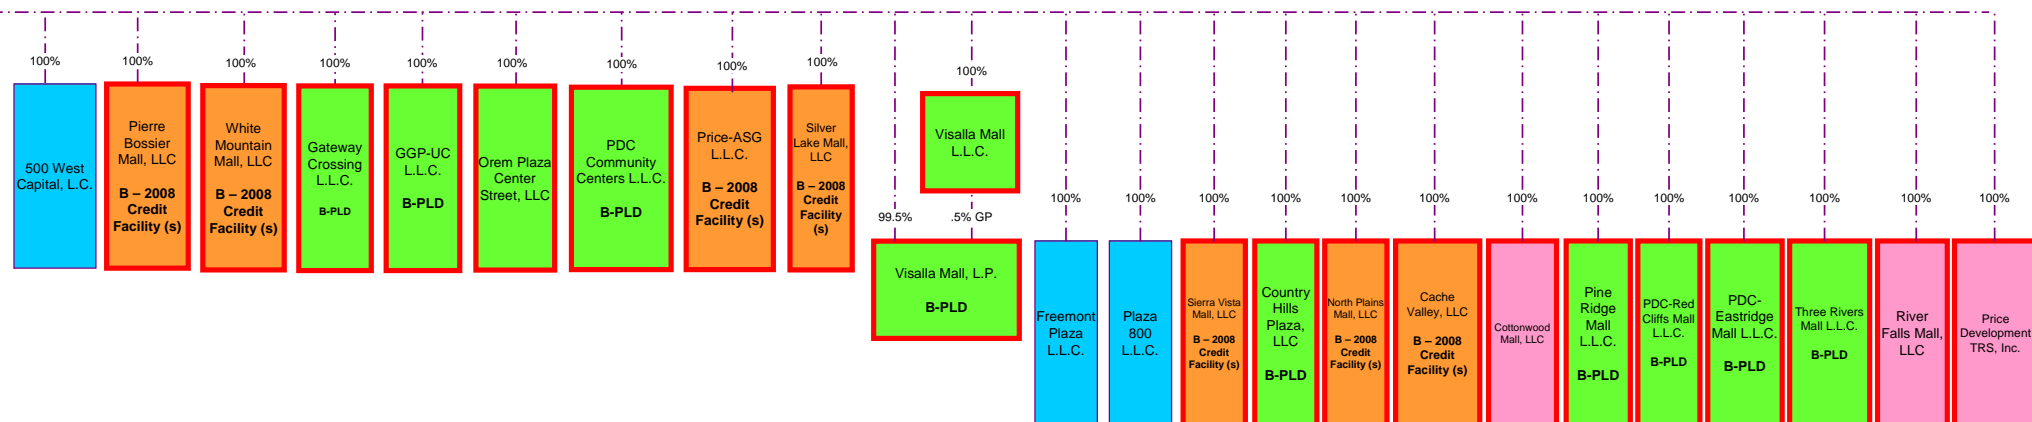 100%
500 West
Capital, L.C.
100%
Pierre
Bossier
Mall, LLC
B – 2008
Credit
Facility (s)
100%
White
Mountain
Mall, LLC
B – 2008
Credit
Facility (s)
100%
Gateway
Crossing
L.L.C.
B-PLD
100%
GGP-UC
L.L.C.
B-PLD
100%
Orem Plaza
Center
Street, LLC
100%
PDC
Community
Centers L.L.C.
B-PLD
100%
Price-ASG
L.L.C.
B – 2008
Credit
Facility (s)
100%
Silver
Lake Mall,
LLC
B – 2008
Credit
Facility
(s)
100%
Visalla Mall
L.L.C.
99.5%
.5% GP
Visalla Mall, L.P.
B-PLD
100%
Freemont
Plaza
L.L.C.
100%
Plaza
800
L.L.C.
100%
Sierra Vista
Mall, LLC
B – 2008
Credit
Facility (s)
100%
Country
Hills
Plaza,
LLC
B-PLD
100%
North Plains
Mall, LLC
B – 2008
Credit
Facility (s)
100%
Cache
Valley, LLC
B – 2008
Credit
Facility (s)
100%
Cottonwood
Mall, LLC
100%
Pine
Ridge
Mall
L.L.C.
B-PLD
100%
PDC-Red
Cliffs Mall
L.L.C.
B-PLD
100%
PDC-
Eastridge
Mall L.L.C.
B-PLD
100%
Three Rivers
Mall L.L.C.
B-PLD
100%
River
Falls Mall,
LLC
100%
Price
Development
TRS, Inc.